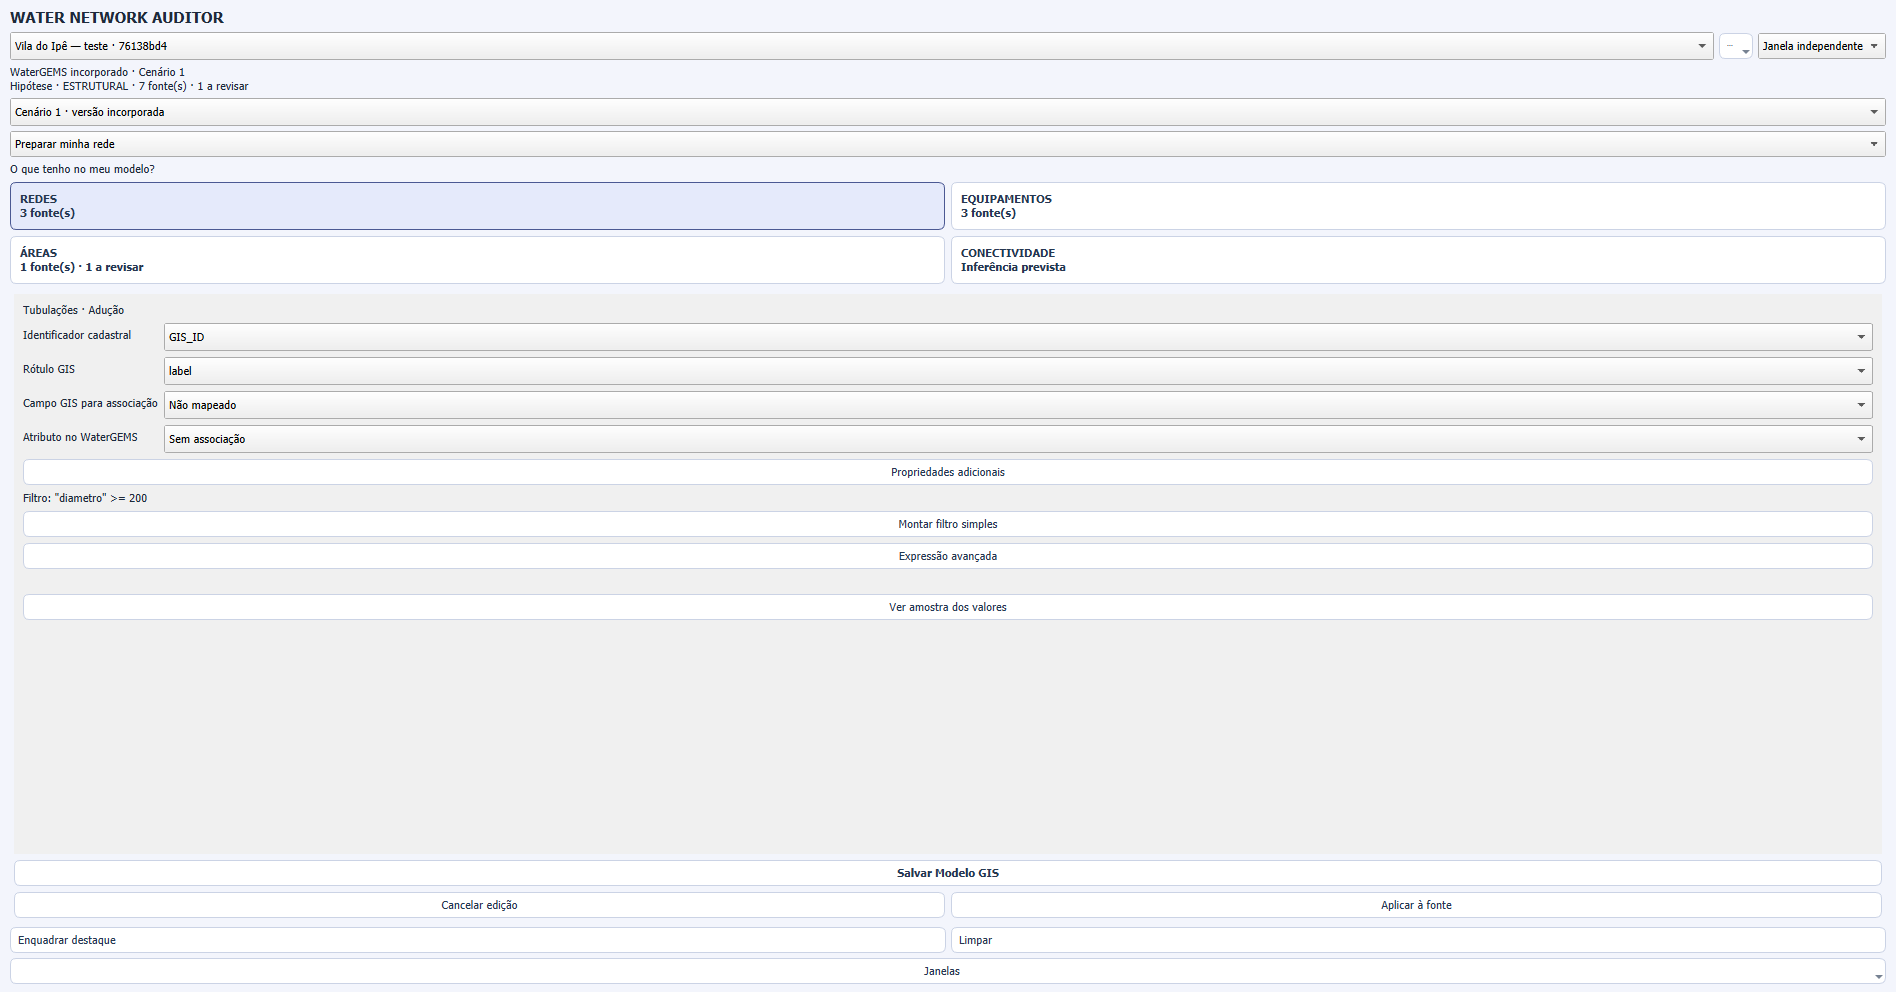 WATER NETWORK AUDITOR
Vila do Ipê — teste · 76138bd4
Janela independente
WaterGEMS incorporado · Cenário 1
Hipótese · ESTRUTURAL · 7 fonte(s) · 1 a revisar
Cenário 1 · versão incorporada
Preparar minha rede
O que tenho no meu modelo?
REDES
3 fonte(s)
EQUIPAMENTOS
3 fonte(s)
ÁREAS
1 fonte(s) · 1 a revisar
CONECTIVIDADE
Inferência prevista
Tubulações · Adução
Identificador cadastral
GIS_ID
Rótulo GIS
label
Campo GIS para associação
Não mapeado
Atributo no WaterGEMS
Sem associação
Propriedades adicionais
Filtro: "diametro" >= 200
Montar filtro simples
Expressão avançada
Ver amostra dos valores
Salvar Modelo GIS
Cancelar edição
Aplicar à fonte
Enquadrar destaque
Limpar
Janelas